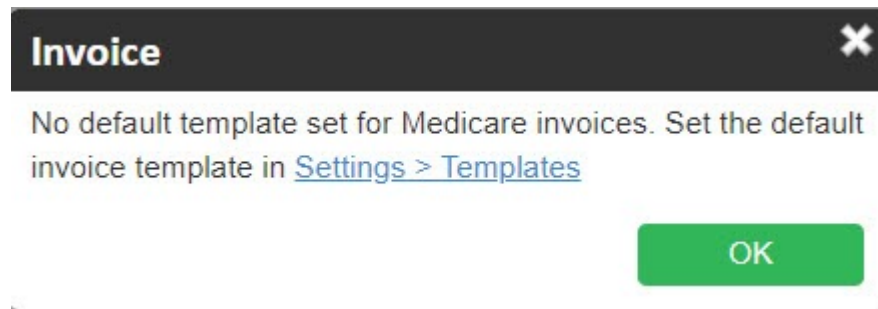 Invoice
No default template set for Medicare invoices. Set the default
invoice template in Settings > Templates
OK